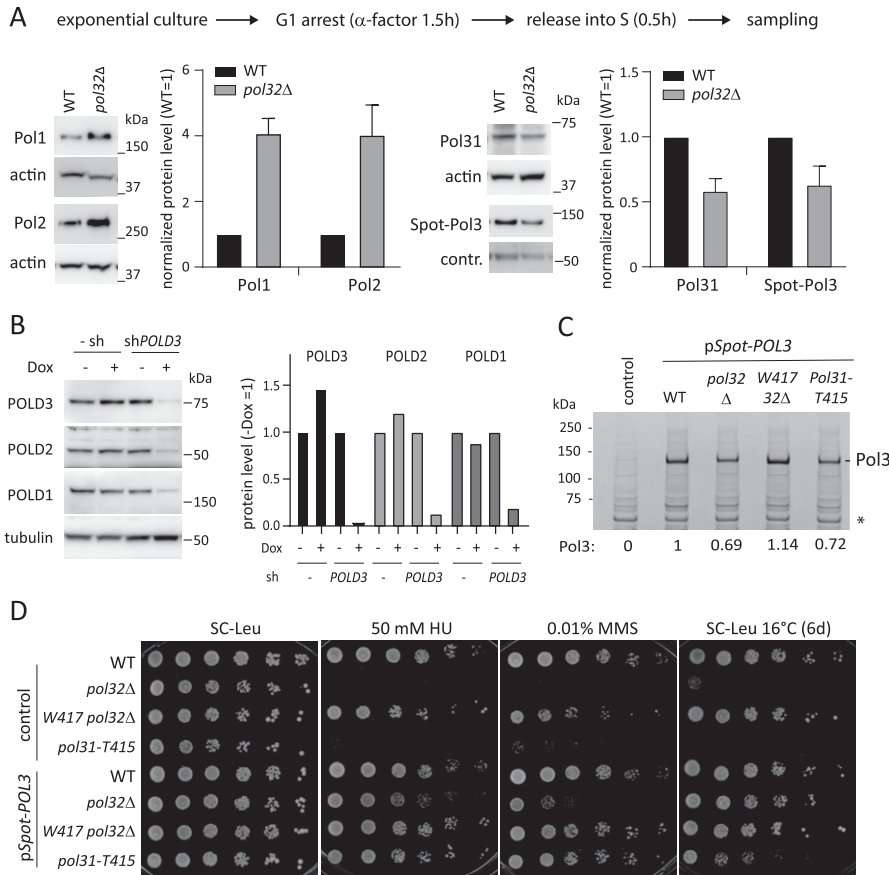 A
exponential culture → G1 arrest (α-factor 1.5h) → release into S (0.5h) → sampling
WT
pol32Δ
kDa
Pol1
150
actin
37
Pol2
250
actin
37
normalized protein level (WT=1)
6
4
2
0
WT
pol32Δ
Pol1
Pol2
WT
pol32Δ
kDa
75
Pol31
actin
37
Spot-Pol3
150
contr.
50
normalized protein level (WT=1)
1.5
1.0
0.5
0
WT
pol32Δ
Pol31
Spot-Pol3
B
- sh
shPOLD3
Dox
- + - +
kDa
POLD3
75
POLD2
50
POLD1
150
tubulin
50
POLD3 POLD2 POLD1
protein level (-Dox =1)
1.5
1.0
0.5
0.0
Dox - + - + - + - + - + - +
sh - POLD3 - POLD3 - POLD3
C
pSpot-POL3
control
WT
pol32
Δ
W417
32Δ
Pol31-
T415
kDa
250
150
100
75
Pol3
*
Pol3: 0 1 0.69 1.14 0.72
D
SC-Leu
50 mM HU
0.01% MMS
SC-Leu 16°C (6d)
control
WT
pol32Δ
W417 pol32Δ
pol31-T415
pSpot-POL3
WT
pol32Δ
W417 pol32Δ
pol31-T415